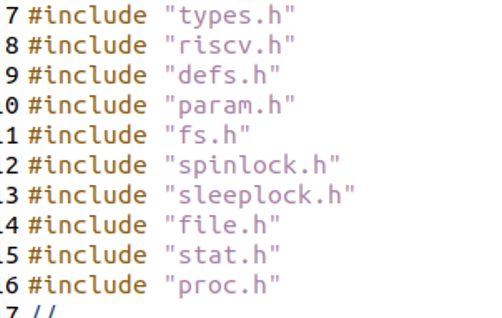 7 #include "types.h"
8 #include "riscv.h"
9 #include "defs.h"
10 #include "param.h"
11 #include "fs.h"
12 #include "spinlock.h"
13 #include "sleeplock.h"
14 #include "file.h"
15 #include "stat.h"
16 #include "proc.h"
17 //